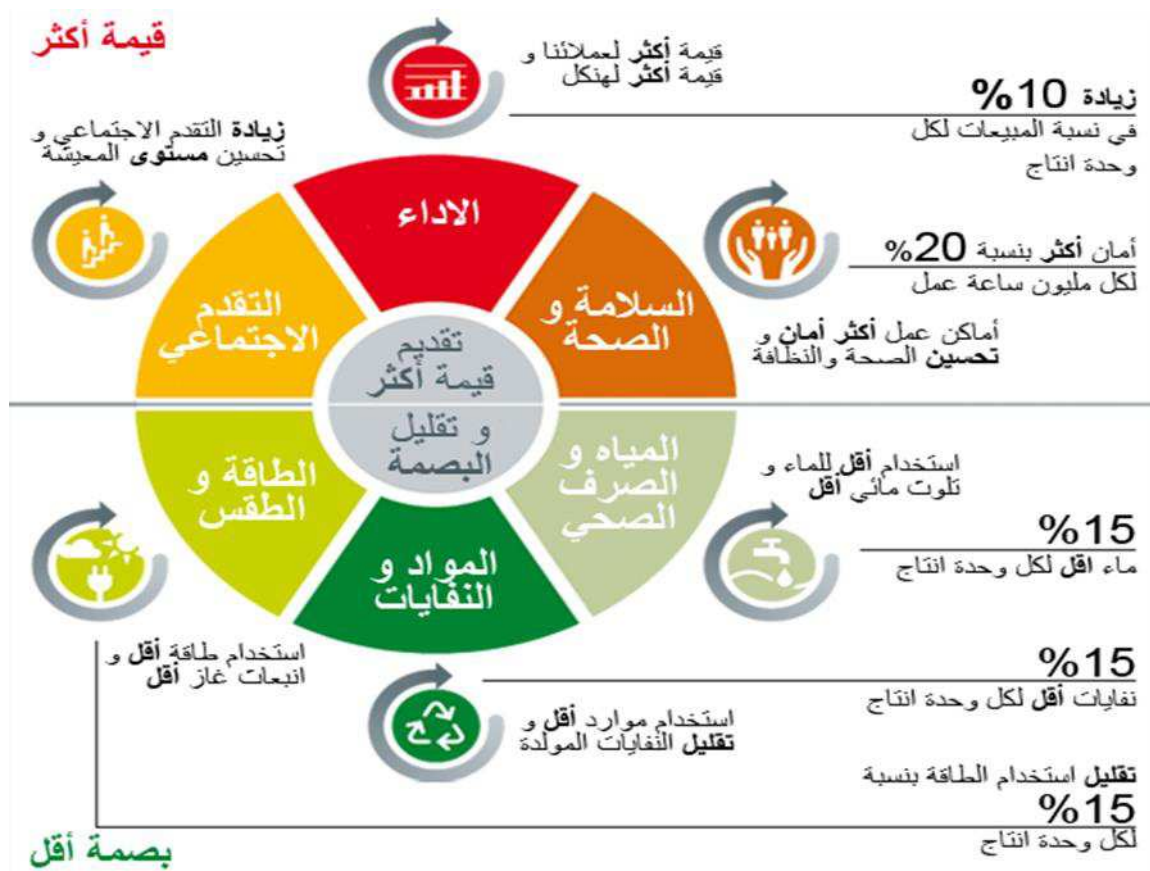 قيمة أكثر
قيمة أكثر لعملائنا و
قيمة أكثر لهنكل
زيادة 10%
في نسبة المبيعات لكل
وحدة انتاج
زيادة التقدم الاجتماعي و
تحسين مستوى المعيشة
الاداء
أمان أكثر بنسبة 20%
لكل مليون ساعة عمل
السلامة و
الصحة
التقدم
الاجتماعي
أماكن عمل أكثر أمان و
تحسين الصحة والنظافة
تقديم
قيمة أكثر
و تقليل
البصمة
المياه و
الصرف
الصحي
الطاقة و
الطقس
استخدام أقل للماء و
تلوت مائي أقل
15%
ماء اقل لكل وحدة انتاج
المواد و
النفايات
استخدام طاقة أقل و
انبعات غاز أقل
15%
نفايات أقل لكل وحدة انتاج
استخدام موارد أقل و
تقليل النفايات المولدة
تقليل استخدام الطاقة بنسبة
15%
لكل وحدة انتاج
بصمة أقل